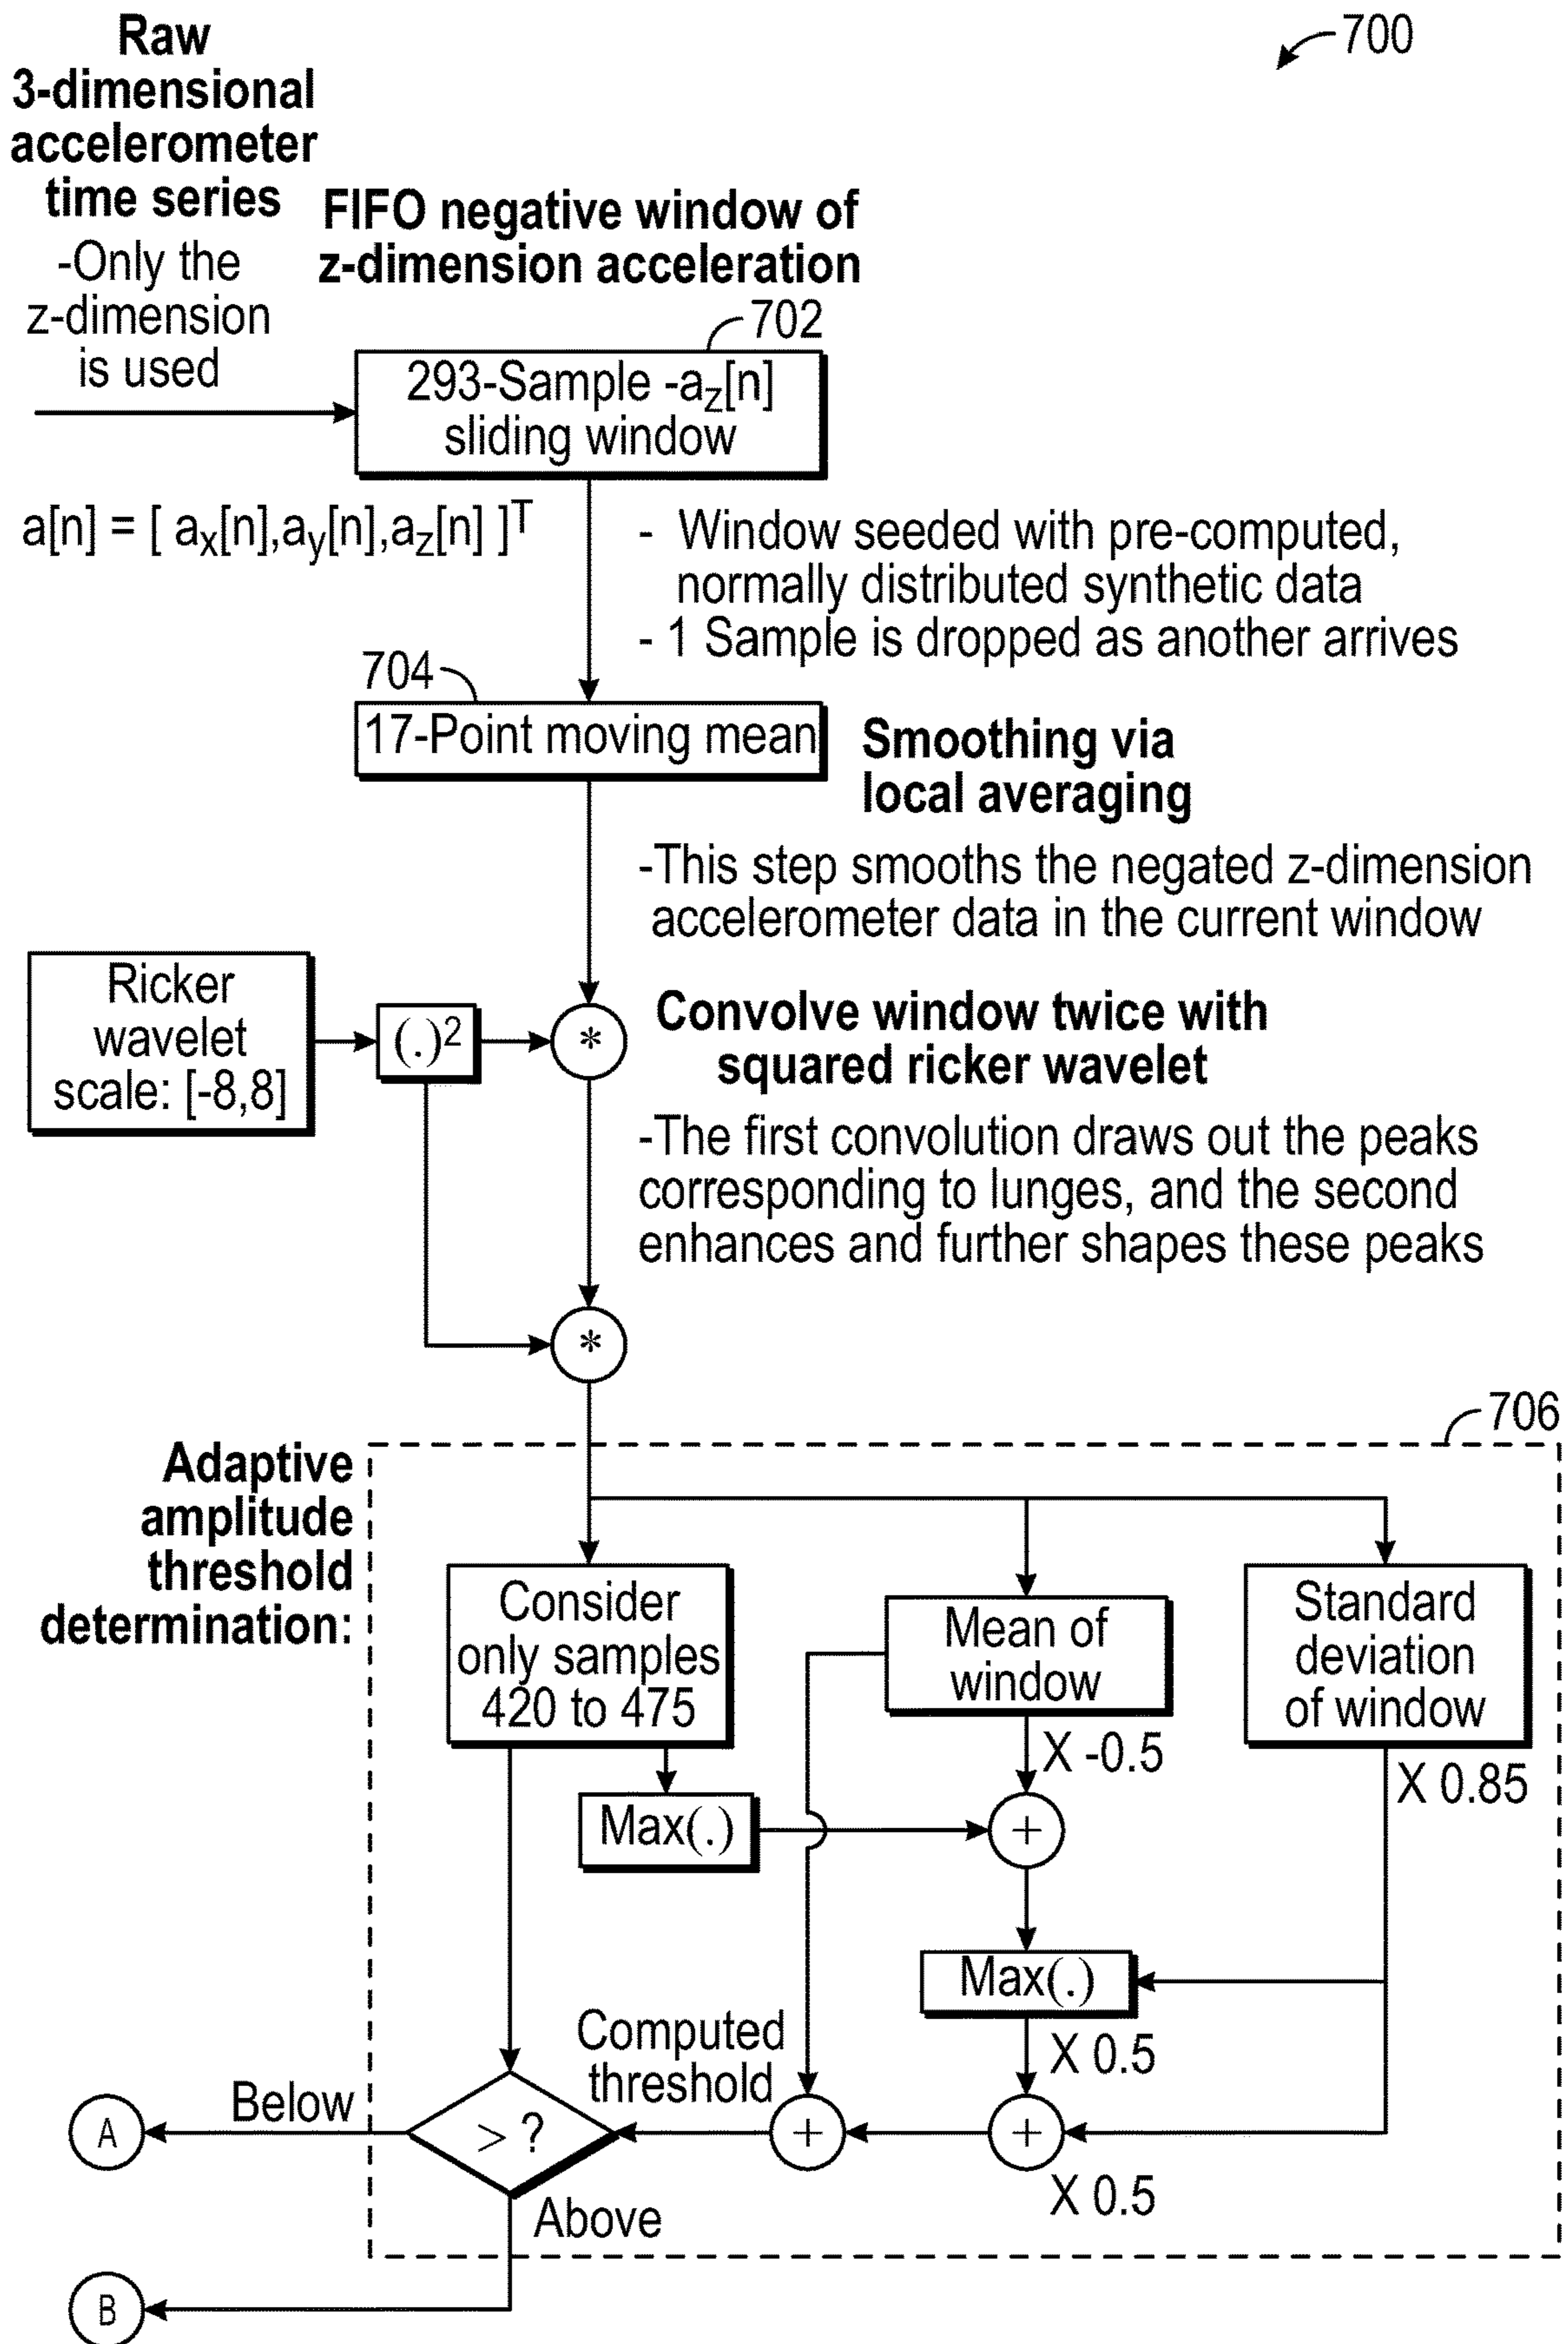 700
Raw
3-dimensional
accelerometer
time series
-Only the
z-dimension
is used
FIFO negative window of
z-dimension acceleration
702
293-Sample -az[n]
sliding window
a[n] = [ ax[n],ay[n],az[n] ]T
- Window seeded with pre-computed,
normally distributed synthetic data
- 1 Sample is dropped as another arrives
704
17-Point moving mean
Smoothing via
local averaging
-This step smooths the negated z-dimension
accelerometer data in the current window
Ricker
wavelet
scale: [-8,8]
(.)2
*
Convolve window twice with
squared ricker wavelet
-The first convolution draws out the peaks
corresponding to lunges, and the second
enhances and further shapes these peaks
*
706
Adaptive
amplitude
threshold
determination:
Consider
only samples
420 to 475
Mean of
window
Standard
deviation
of window
X -0.5
X 0.85
Max(.)
+
Max(.)
X 0.5
Computed
threshold
Below
A
> ?
+
+
X 0.5
Above
B